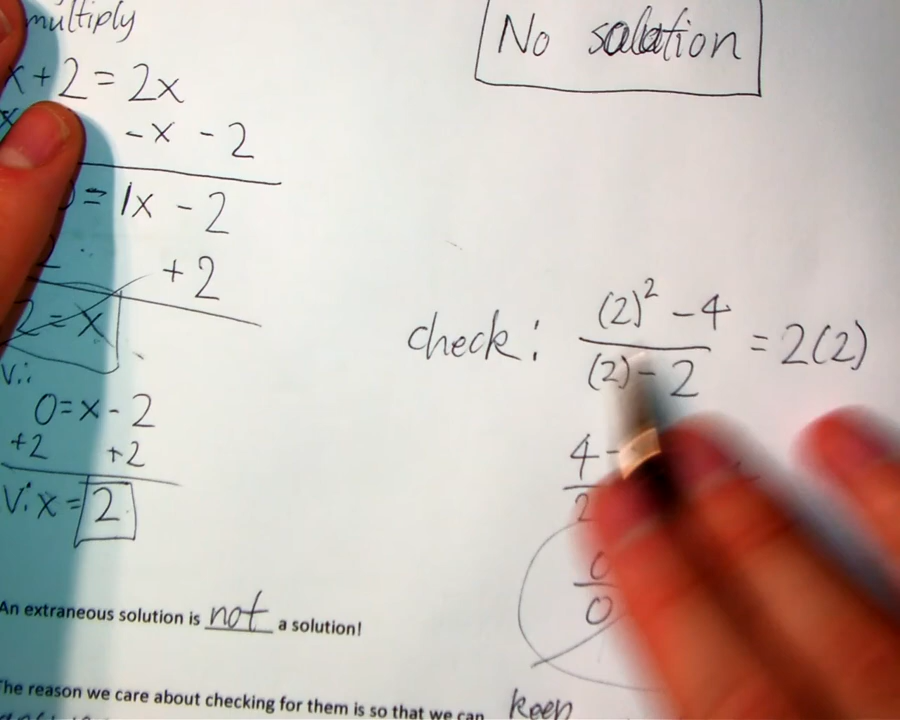 multiply
x + 2 = 2x
-x -2
0 = 1x - 2
+2
2 = x
V:
0 = x - 2
+2 +2
V: x = 2
No solution
check: (2)² - 4 = 2(2)
(2) - 2
4 -
2
0
0
An extraneous solution is not a solution!
The reason we care about checking for them is so that we can keep